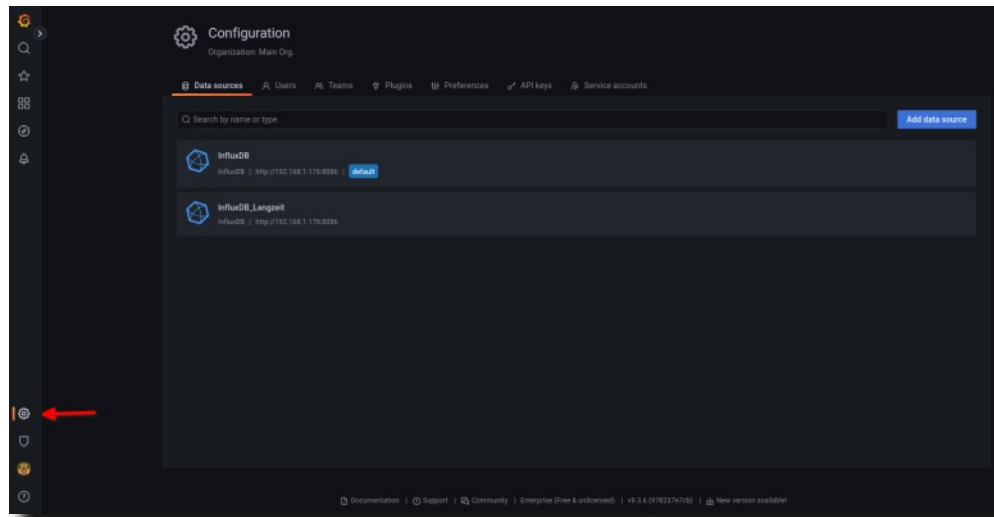 Configuration
Organization: Main Org.
Data sources Users Teams Plugins Preferences API keys Service accounts
Search by name or type
Add data source
InfluxDB
InfluxDB | http://192.168.1.176:8086 | default
InfluxDB_Langzeit
InfluxDB | http://192.168.1.176:8086
Documentation | Support | Community | Enterprise (Free & unlicensed) | v9.3.6 (978237e7cb) | New version available!